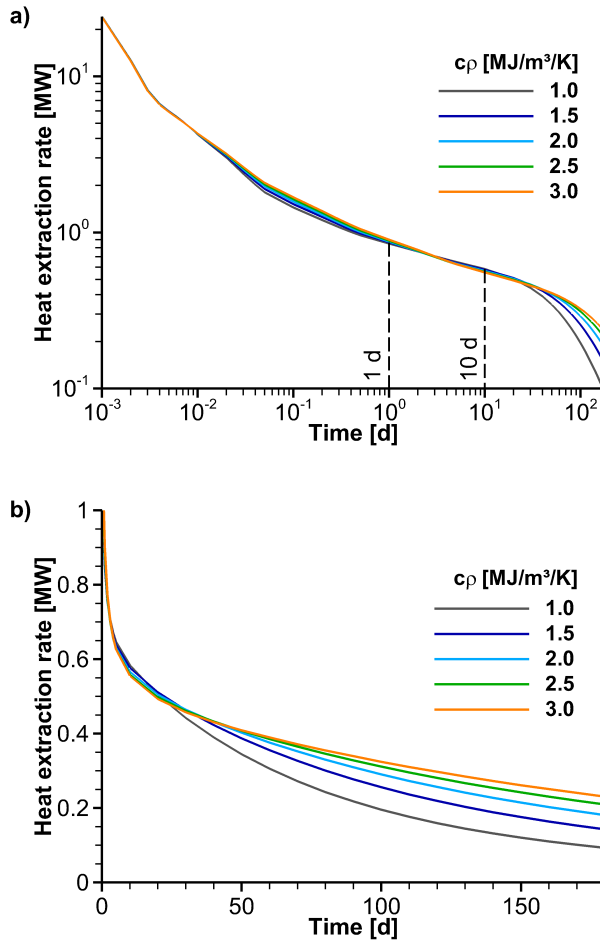 a)
Heat extraction rate [MW]
10¹
10⁰
10⁻¹
cρ [MJ/m³/K]
1.0
1.5
2.0
2.5
3.0
1 d
10 d
10⁻³ 10⁻² 10⁻¹ 10⁰ 10¹ 10²
Time [d]
b)
Heat extraction rate [MW]
1
0.8
0.6
0.4
0.2
0
cρ [MJ/m³/K]
1.0
1.5
2.0
2.5
3.0
0 50 100 150
Time [d]